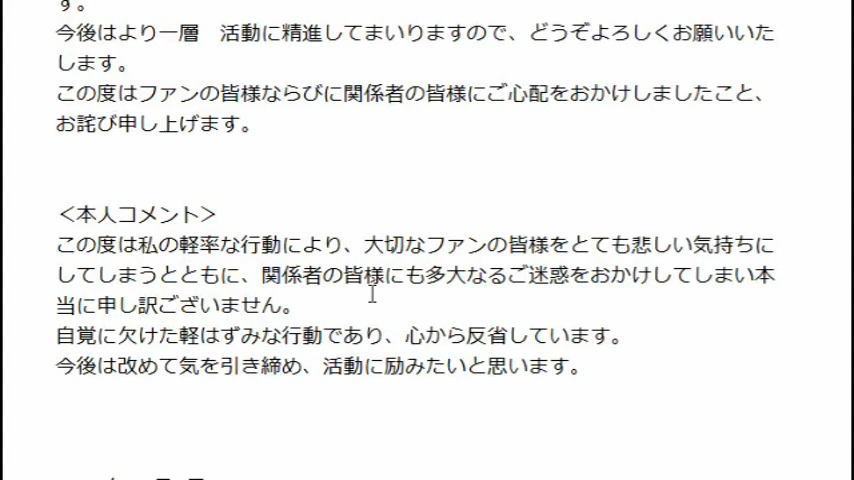 す。
今後はより一層　活動に精進してまいりますので、どうぞよろしくお願いいた
します。
この度はファンの皆様ならびに関係者の皆様にご心配をおかけしましたこと、
お詫び申し上げます。
＜本人コメント＞
この度は私の軽率な行動により、大切なファンの皆様をとても悲しい気持ちに
してしまうとともに、関係者の皆様にも多大なるご迷惑をおかけしてしまい本
当に申し訳ございません。
自覚に欠けた軽はずみな行動であり、心から反省しています。
今後は改めて気を引き締め、活動に励みたいと思います。